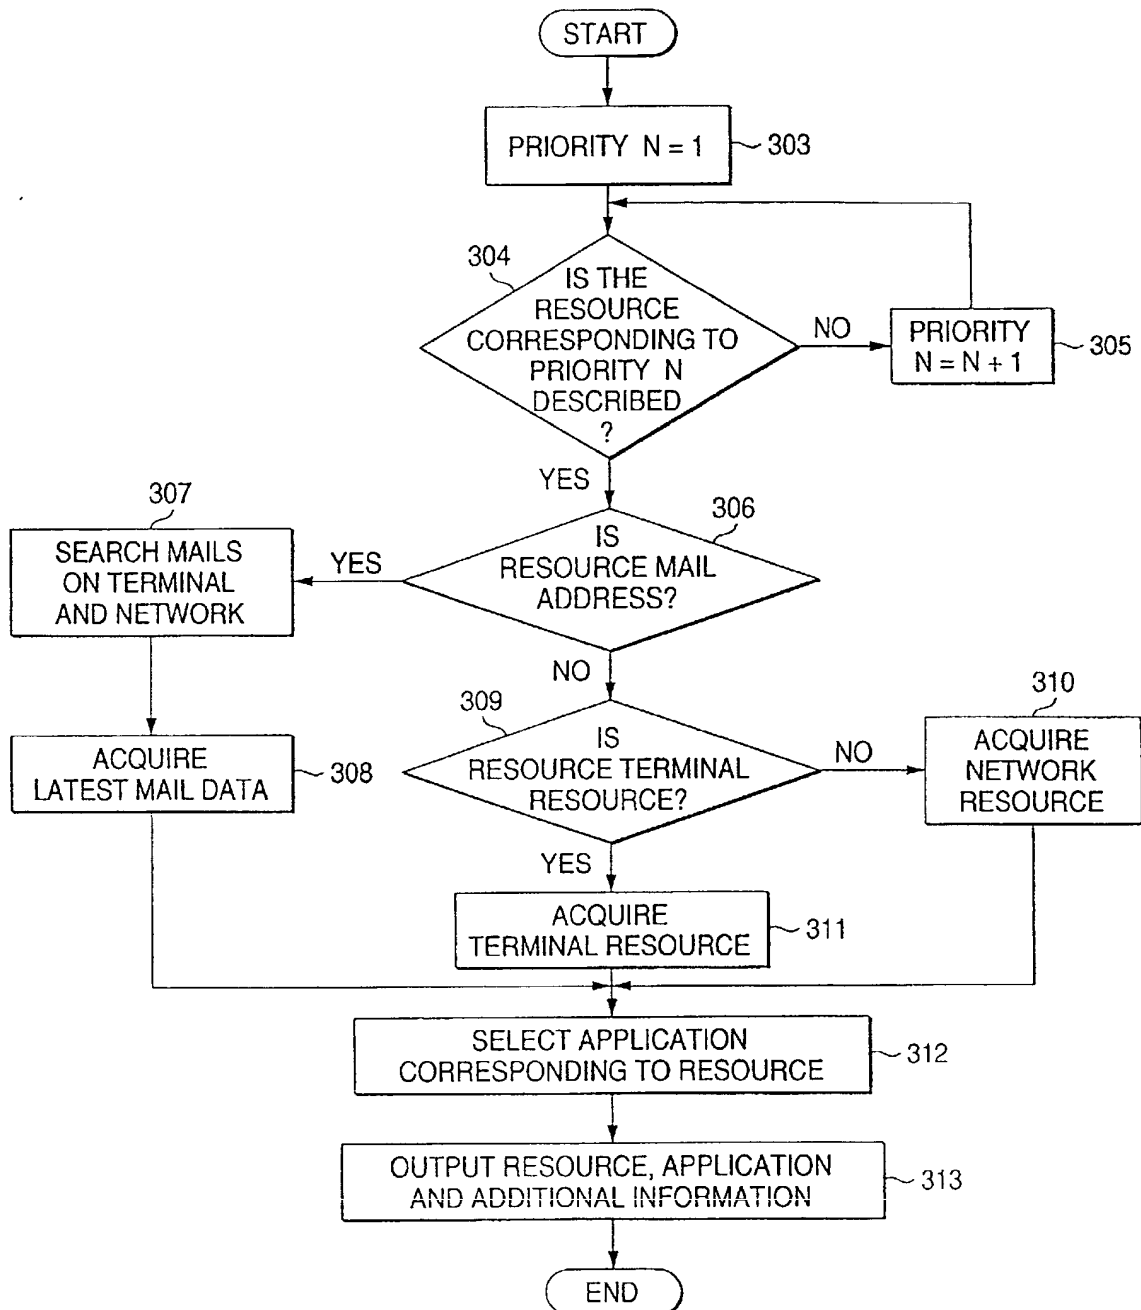 START
PRIORITY N = 1
303
304
IS THE
RESOURCE
CORRESPONDING TO
PRIORITY N
DESCRIBED
?
NO
PRIORITY
N = N + 1
305
YES
307
SEARCH MAILS
ON TERMINAL
AND NETWORK
YES
306
IS
RESOURCE MAIL
ADDRESS?
NO
ACQUIRE
LATEST MAIL DATA
308
309
IS
RESOURCE TERMINAL
RESOURCE?
NO
310
ACQUIRE
NETWORK
RESOURCE
YES
ACQUIRE
TERMINAL RESOURCE
311
SELECT APPLICATION
CORRESPONDING TO RESOURCE
312
OUTPUT RESOURCE, APPLICATION
AND ADDITIONAL INFORMATION
313
END